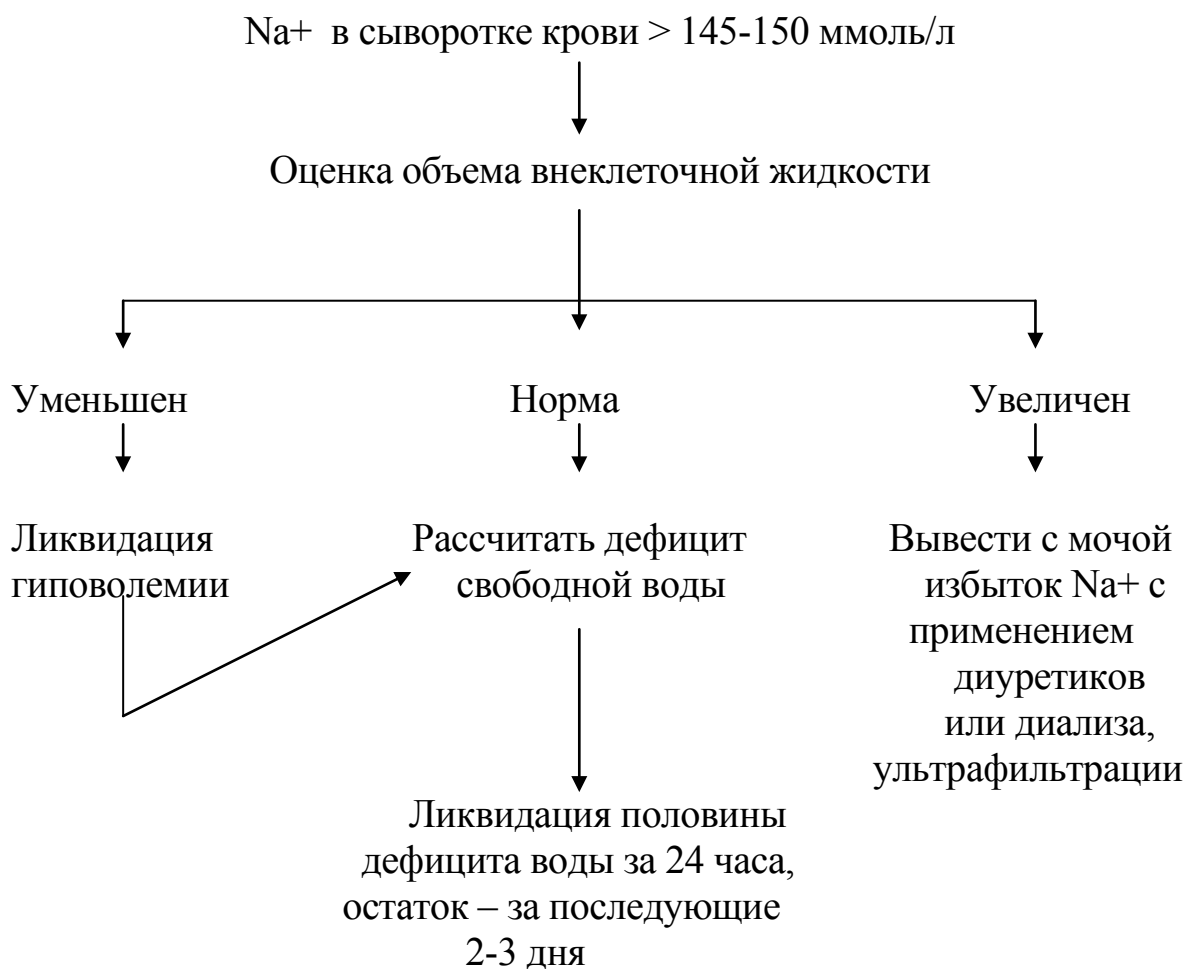 Na+ в сыворотке крови > 145-150 ммоль/л
Оценка объема внеклеточной жидкости
Уменьшен
Норма
Увеличен
Ликвидация
гиповолемии
Рассчитать дефицит
свободной воды
Вывести с мочой
избыток Na+ с
применением
диуретиков
или диализа,
ультрафильтрации
Ликвидация половины
дефицита воды за 24 часа,
остаток – за последующие
2-3 дня